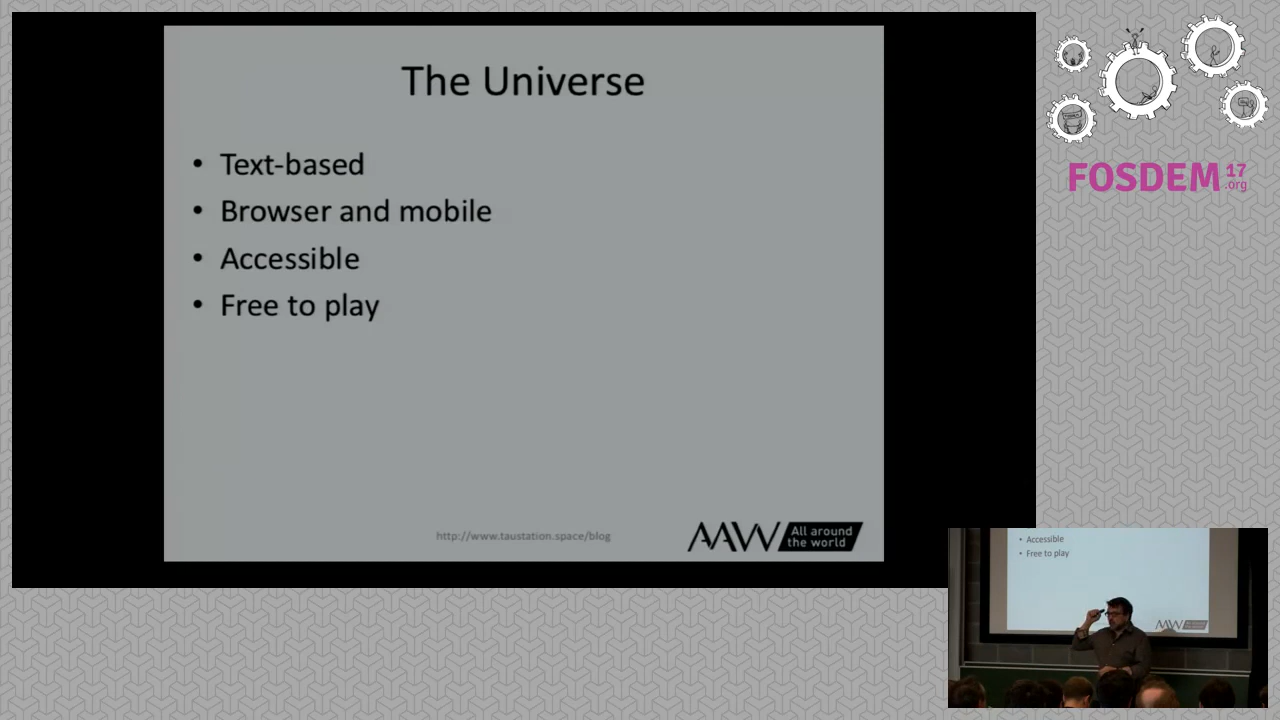 The Universe
• Text-based
• Browser and mobile
• Accessible
• Free to play
http://www.taustation.space/blog
AAW All around
the world
FOSDEM 17
.org
• Accessible
• Free to play
AAW